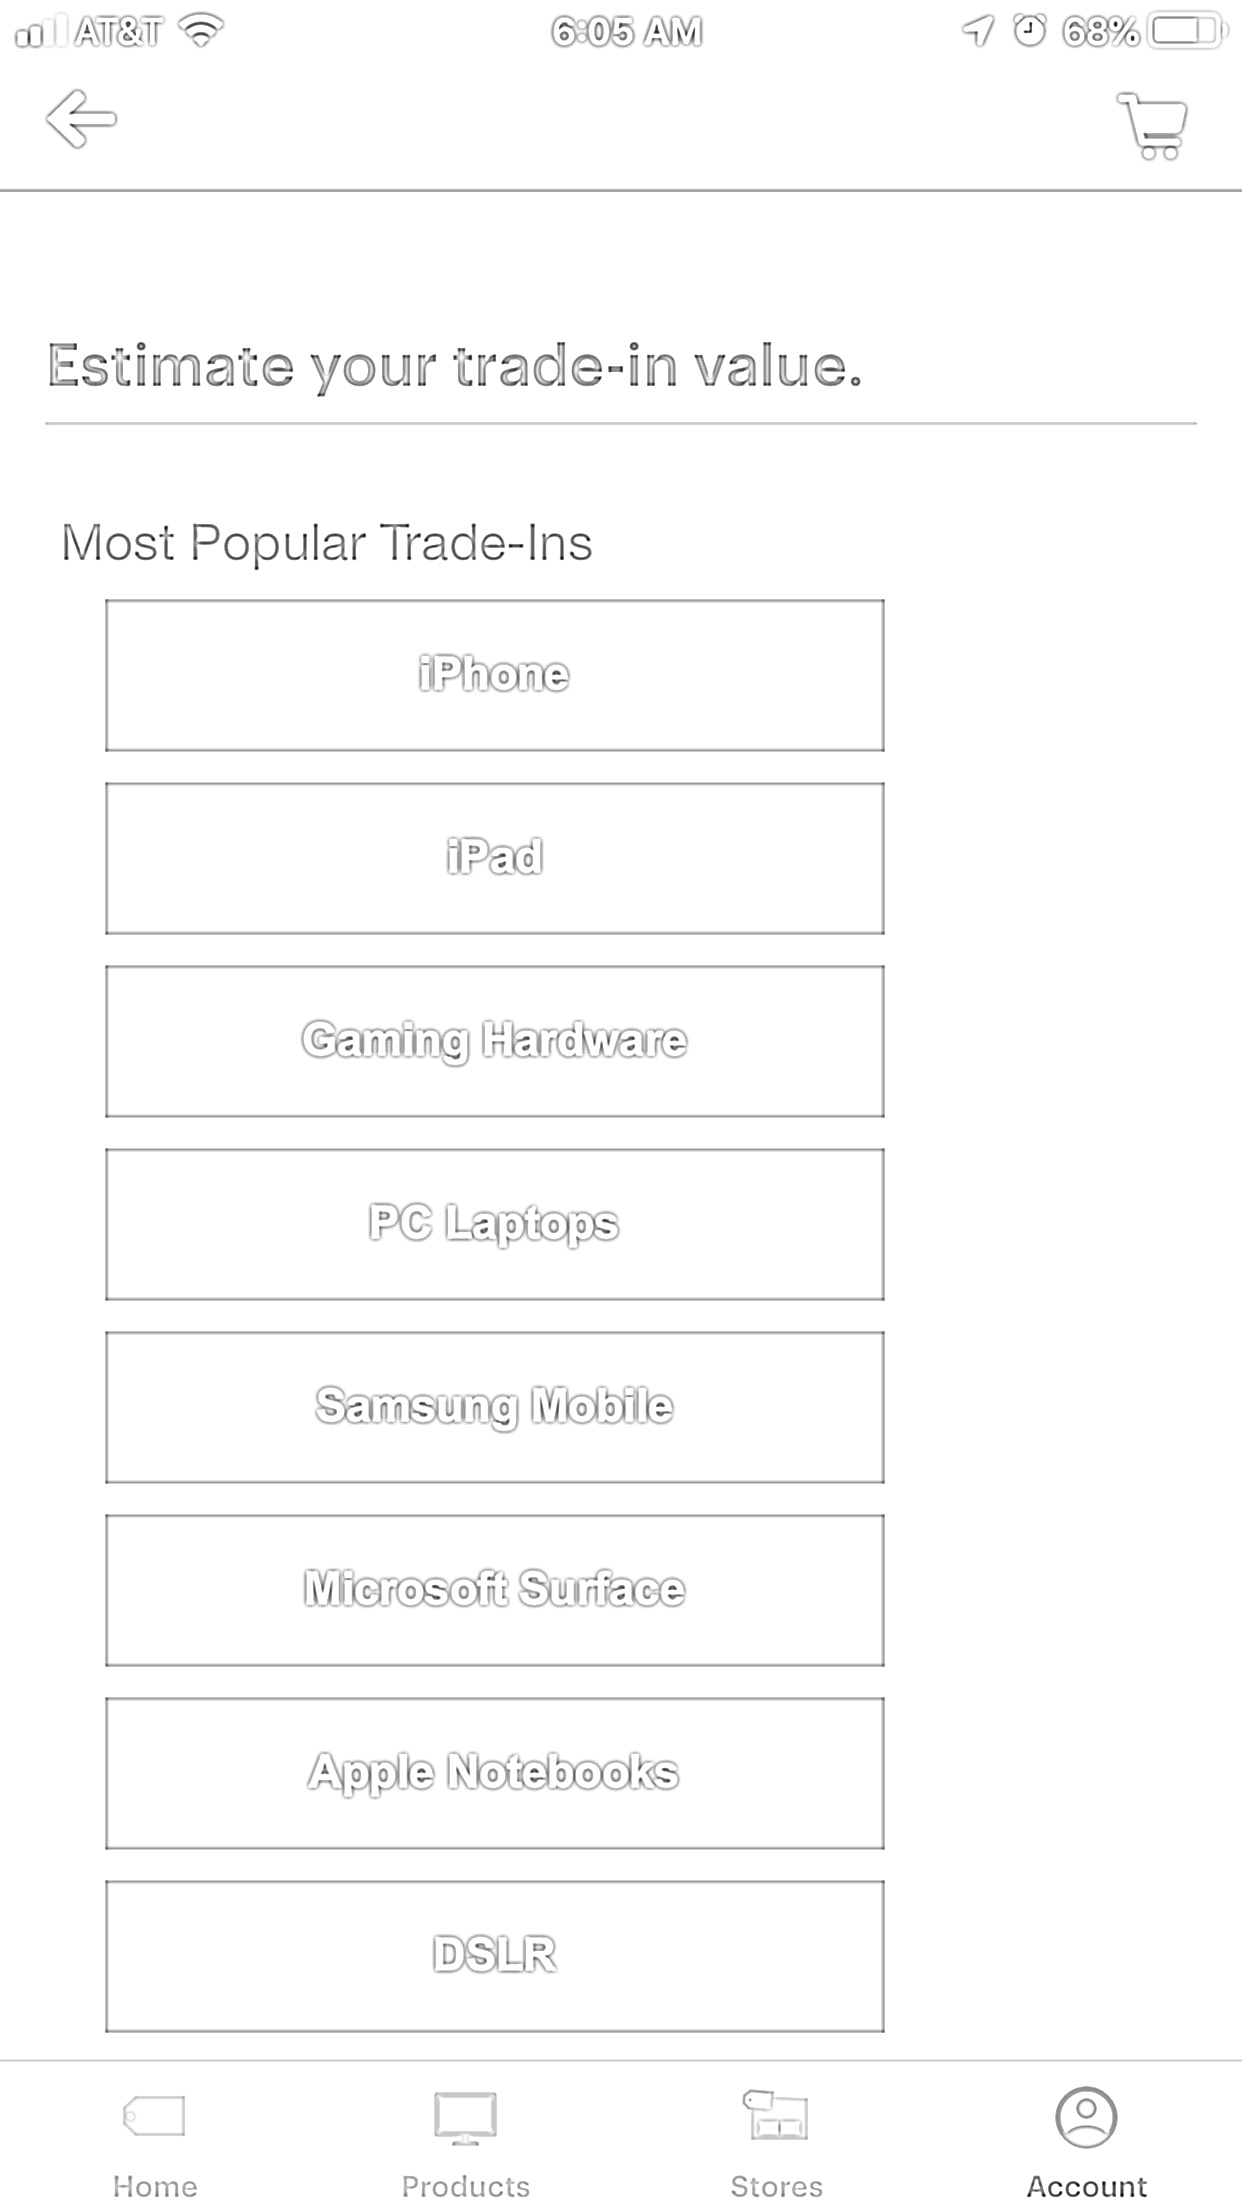 AT&T 6:05 AM 68%
Estimate your trade-in value.
Most Popular Trade-Ins
iPhone
iPad
Gaming Hardware
PC Laptops
Samsung Mobile
Microsoft Surface
Apple Notebooks
DSLR
Home Products Stores Account